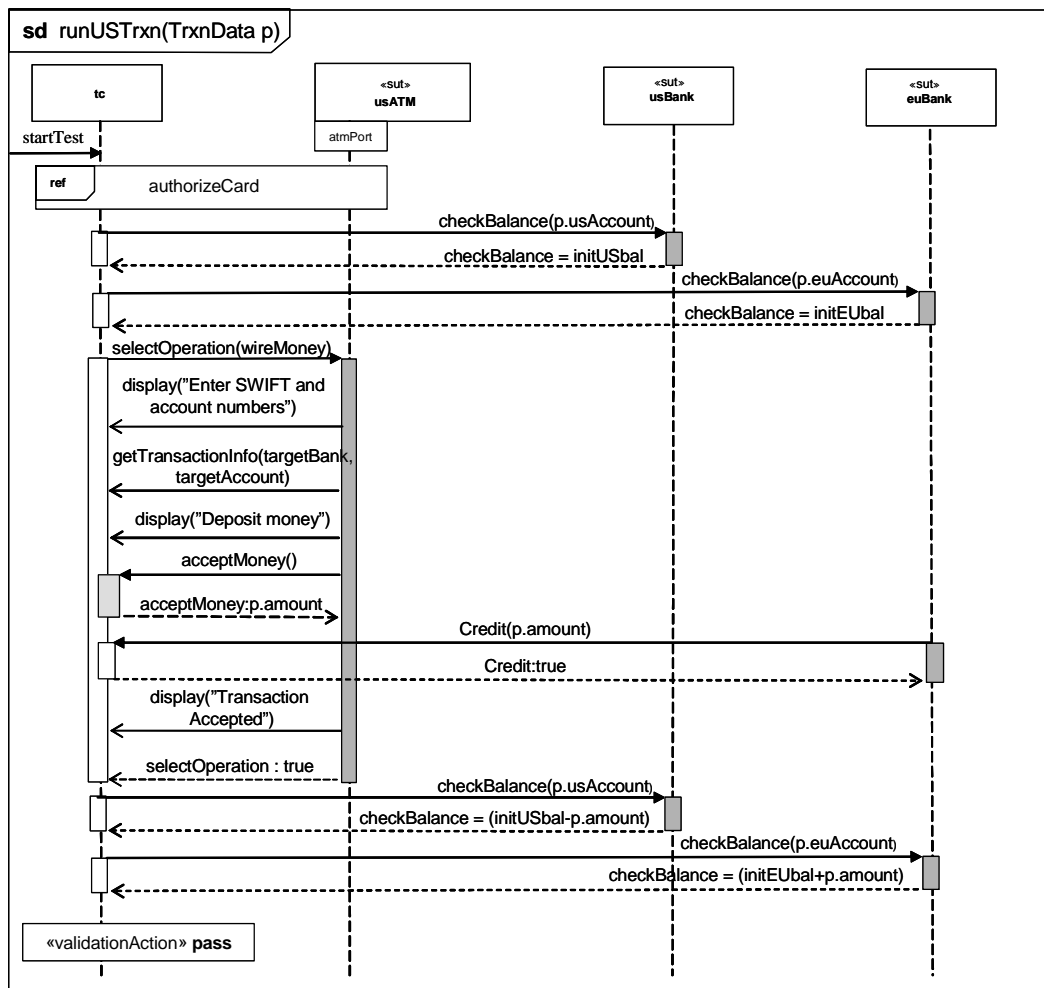 sd runUSTrxn(TrxnData p)
tc
«sut»
usATM
«sut»
usBank
«sut»
euBank
startTest
atmPort
ref
authorizeCard
checkBalance(p.usAccount)
checkBalance = initUSbal
checkBalance(p.euAccount)
checkBalance = initEUbal
selectOperation(wireMoney)
display("Enter SWIFT and
account numbers")
getTransactionInfo(targetBank,
targetAccount)
display("Deposit money")
acceptMoney()
acceptMoney:p.amount
Credit(p.amount)
Credit:true
display("Transaction
Accepted")
selectOperation : true
checkBalance(p.usAccount)
checkBalance = (initUSbal-p.amount)
checkBalance(p.euAccount)
checkBalance = (initEUbal+p.amount)
«validationAction» pass